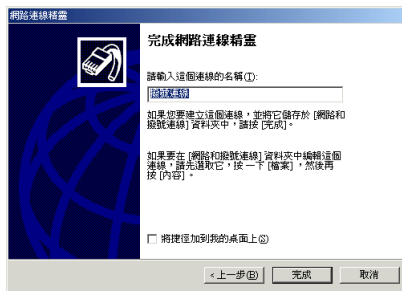 網路連線精靈
完成網路連線精靈
請輸入這個連線的名稱(I):
撥號連線
如果您要建立這個連線，並將它儲存於 [網路和
撥號連線] 資料夾中，請按 [完成]。
如果要在 [網路和撥號連線] 資料夾中編輯這個
連線，請先選取它，按一下 [檔案]，然後再
按 [內容]。
將捷徑加到我的桌面上(S)
<上一步(B)
完成
取消